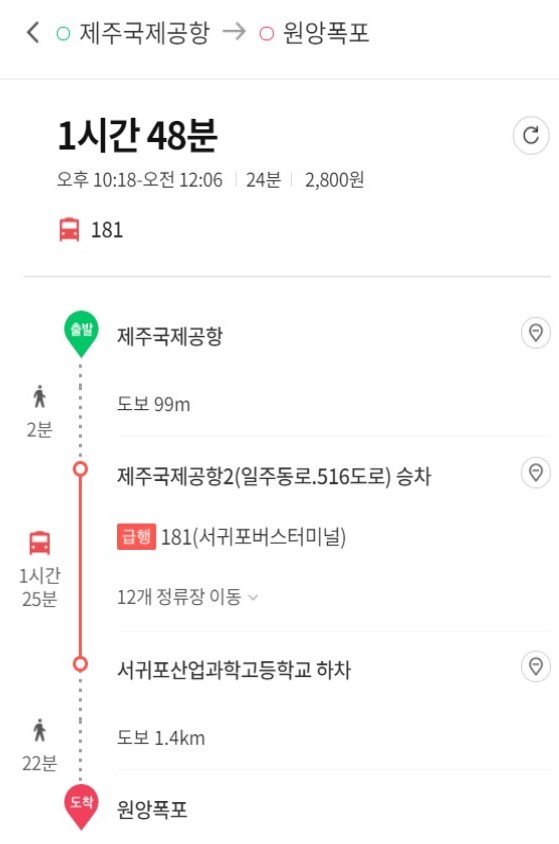 제주국제공항 → 원앙폭포
1시간 48분
오후 10:18-오전 12:06 | 24분 | 2,800원
181
출발 제주국제공항
도보 99m
2분
제주국제공항2(일주동로.516도로) 승차
급행 181(서귀포버스터미널)
1시간
25분
12개 정류장 이동
서귀포산업과학고등학교 하차
도보 1.4km
22분
도착 원앙폭포